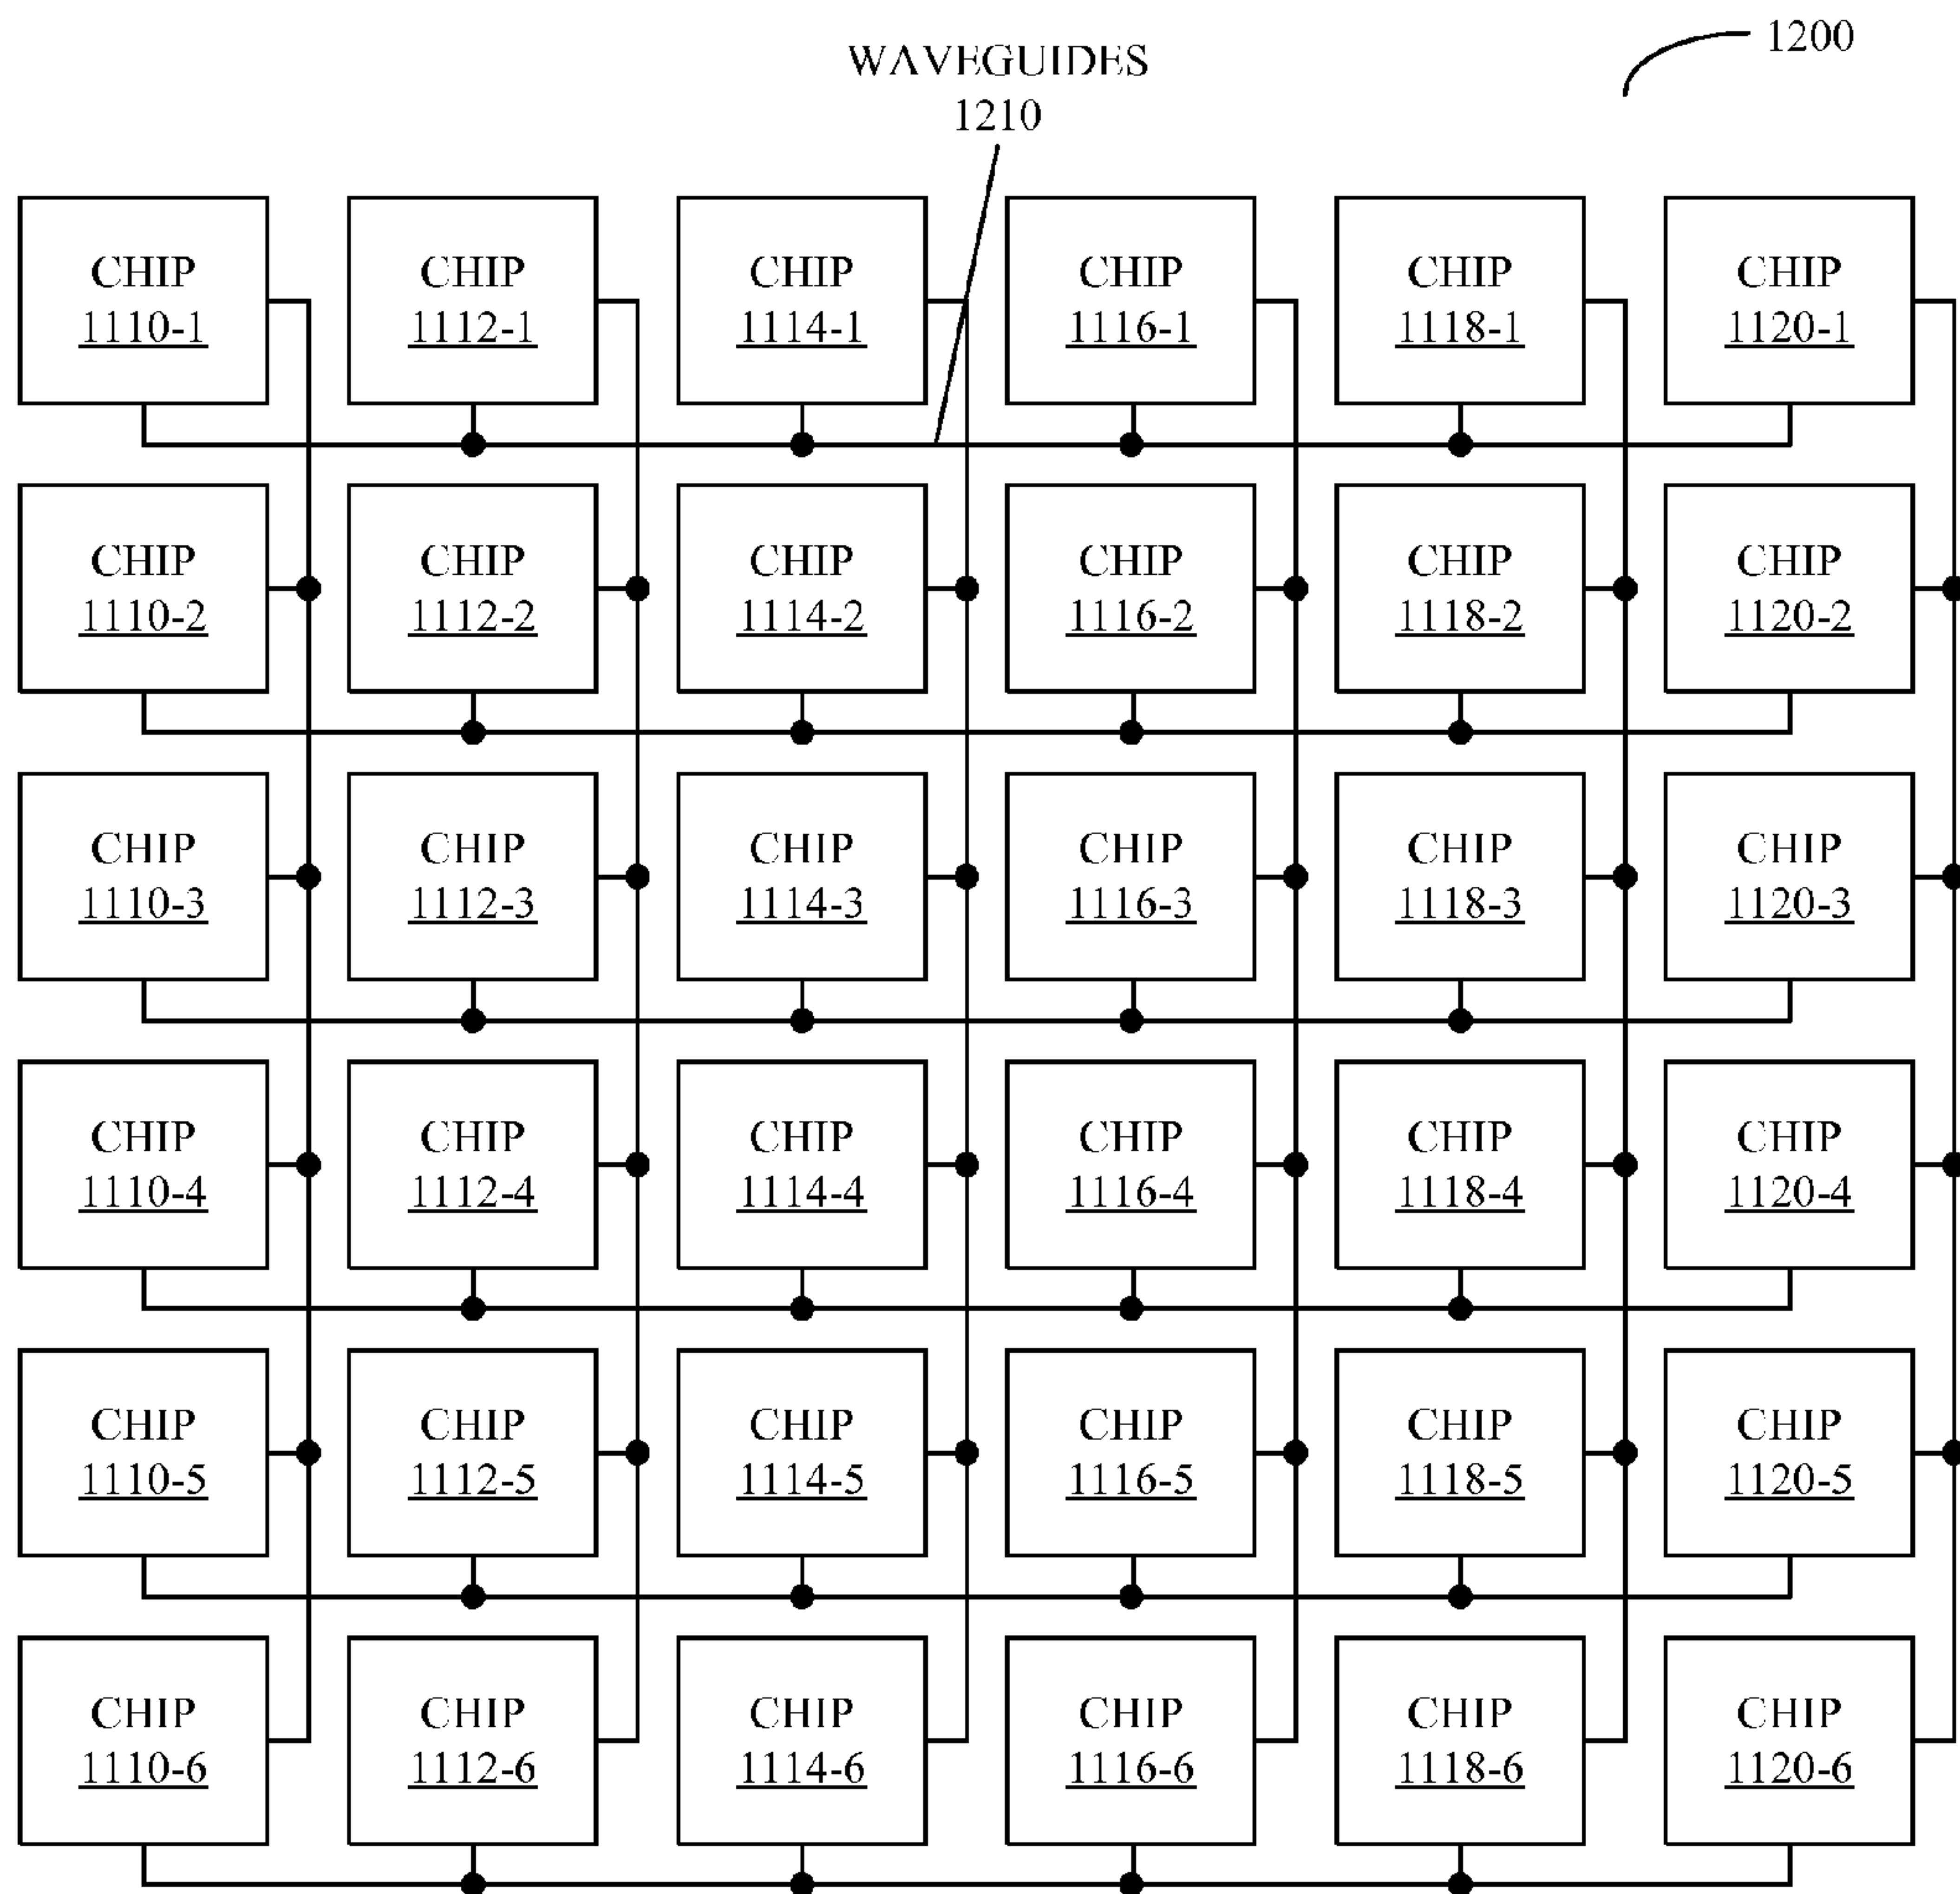 1200
WAVEGUIDES
1210
CHIP CHIP CHIP CHIP CHIP CHIP
1110-1 1112-1 1114-1 1116-1 1118-1 1120-1
CHIP CHIP CHIP CHIP CHIP CHIP
1110-2 1112-2 1114-2 1116-2 1118-2 1120-2
CHIP CHIP CHIP CHIP CHIP CHIP
1110-3 1112-3 1114-3 1116-3 1118-3 1120-3
CHIP CHIP CHIP CHIP CHIP CHIP
1110-4 1112-4 1114-4 1116-4 1118-4 1120-4
CHIP CHIP CHIP CHIP CHIP CHIP
1110-5 1112-5 1114-5 1116-5 1118-5 1120-5
CHIP CHIP CHIP CHIP CHIP CHIP
1110-6 1112-6 1114-6 1116-6 1118-6 1120-6